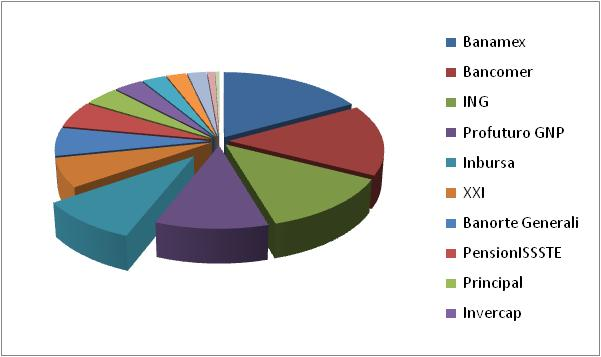 Banamex
Bancomer
ING
Profuturo GNP
Inbursa
XXI
Banorte Generali
PensionISSSTE
Principal
Invercap